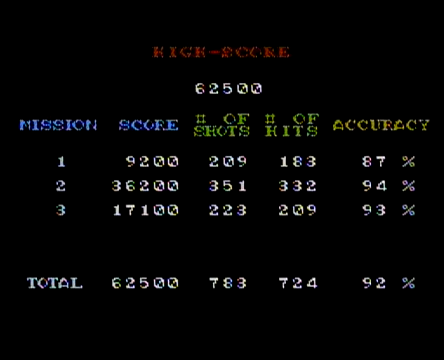 HIGH-SCORE
62500
MISSION SCORE # OF SHOTS # OF HITS ACCURACY
1 9200 209 183 87 %
2 36200 351 332 94 %
3 17100 223 209 93 %
TOTAL 62500 783 724 92 %